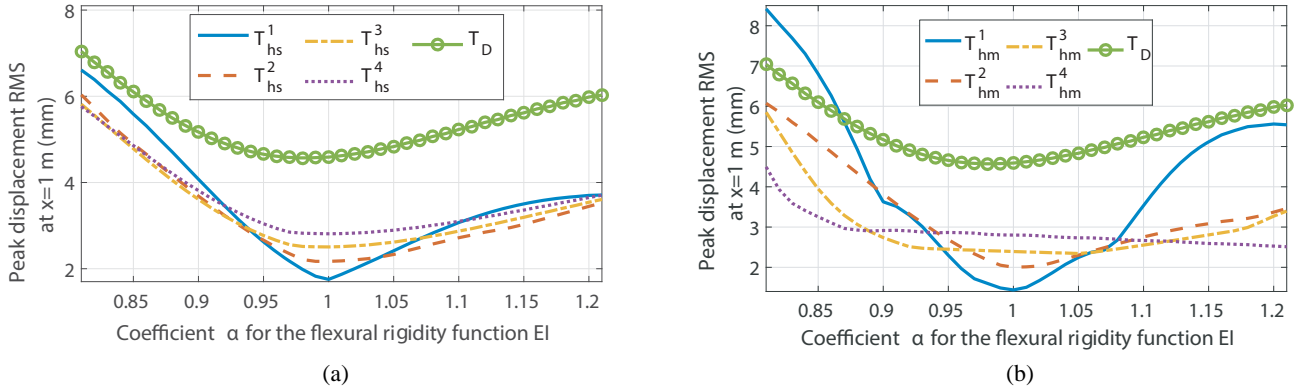 8
6
4
2
0.85 0.9 0.95 1 1.05 1.1 1.15 1.2
Peak displacement RMS
at x=1 m (mm)
T¹hs T³hs T_D
T²hs T⁴hs
Coefficient α for the flexural rigidity function EI
(a)
8
7
6
5
4
3
2
0.85 0.9 0.95 1 1.05 1.1 1.15 1.2
Peak displacement RMS
at x=1 m (mm)
T¹hm T³hm T_D
T²hm T⁴hm
Coefficient α for the flexural rigidity function EI
(b)